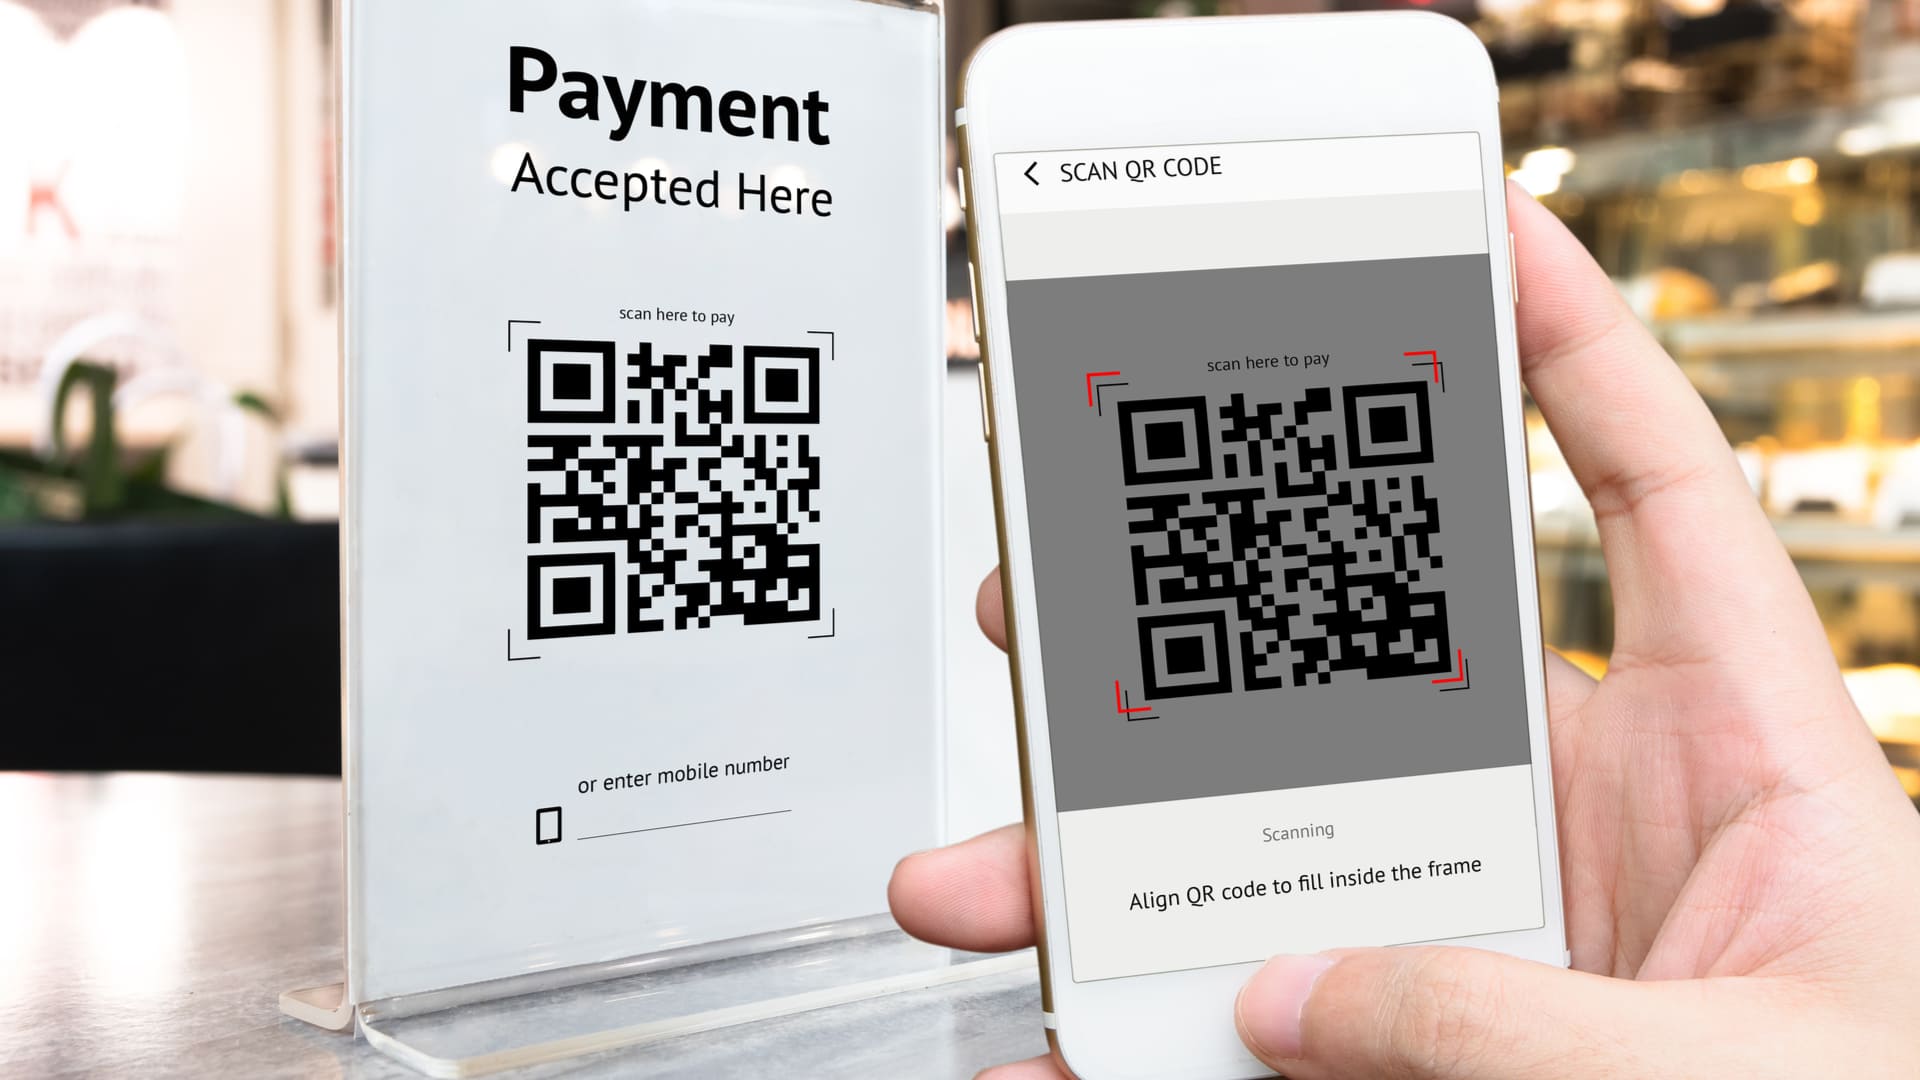 Payment
Accepted Here
scan here to pay
or enter mobile number
SCAN QR CODE
scan here to pay
Scanning
Align QR code to fill inside the frame
K